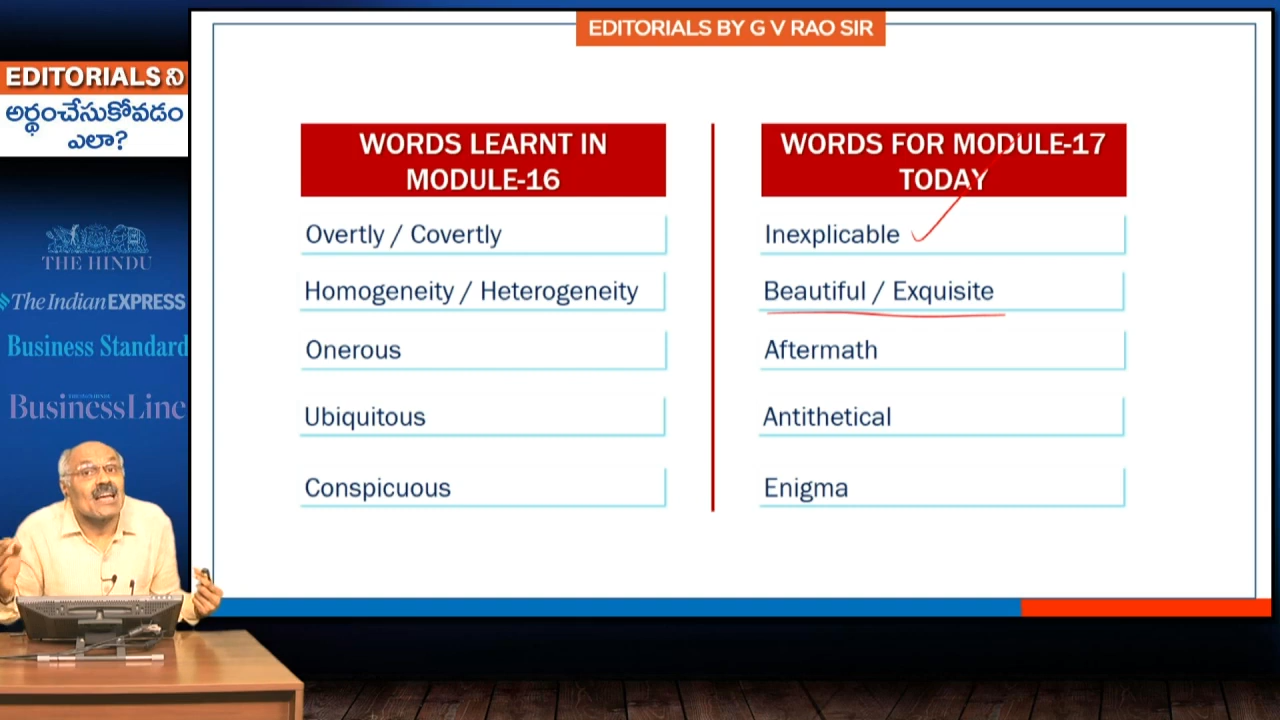 EDITORIALS BY G V RAO SIR
EDITORIALS ని
అర్థంచేసుకోవడం
ఎలా?
THE HINDU
The Indian EXPRESS
Business Standard
BusinessLine
WORDS LEARNT IN
MODULE-16
Overtly / Covertly
Homogeneity / Heterogeneity
Onerous
Ubiquitous
Conspicuous
WORDS FOR MODULE-17
TODAY
Inexplicable
Beautiful / Exquisite
Aftermath
Antithetical
Enigma